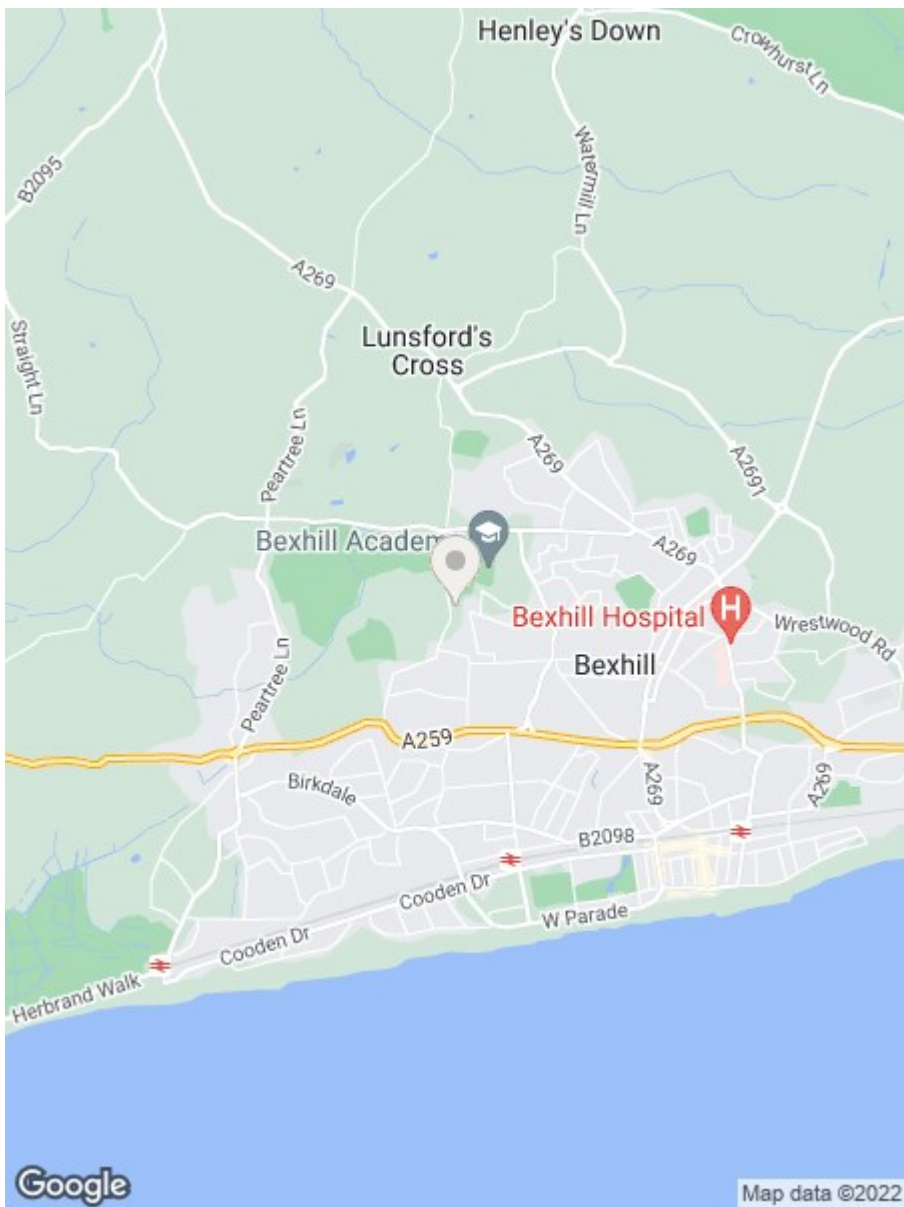 Henley's Down
Crowhurst Ln
B2095
Watermill Ln
A269
Straight Ln
Lunsford's
Cross
Peartree Ln
A269
A2691
Bexhill Academ
A269
Bexhill Hospital
H
Wrestwood Rd
Bexhill
Peartree Ln
A259
Birkdale
A269
A269
B2098
Cooden Dr
W Parade
Cooden Dr
Herbrand Walk
Google
Map data ©2022